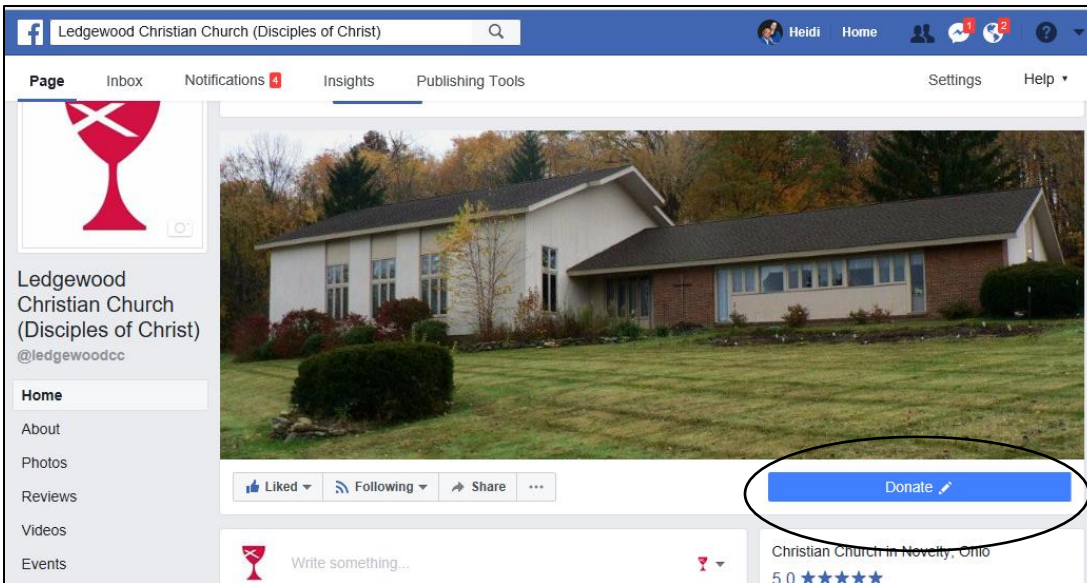 Ledgewood Christian Church (Disciples of Christ)
Heidi
Home
1
2
?
Page
Inbox
Notifications 4
Insights
Publishing Tools
Settings
Help
Ledgewood
Christian Church
(Disciples of Christ)
@ledgewoodcc
Home
About
Photos
Reviews
Videos
Events
Liked
Following
Share
...
Donate
Write something...
Christian Church in Novelty, Ohio
5.0 ★★★★★